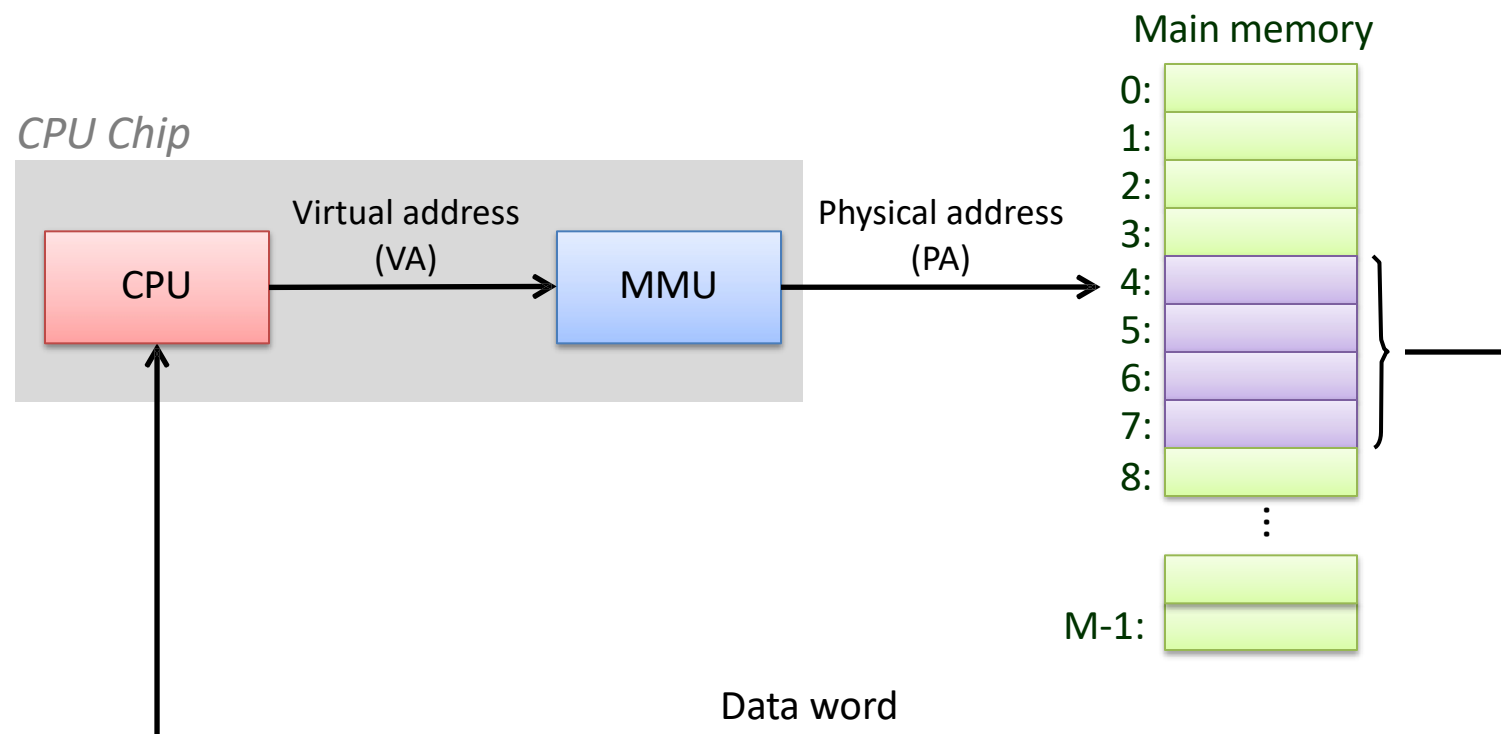 Main memory
0:
CPU Chip
1:
2:
Virtual address
(VA)
Physical address
(PA)
3:
CPU
MMU
4:
5:
6:
7:
8:
...
M-1:
Data word